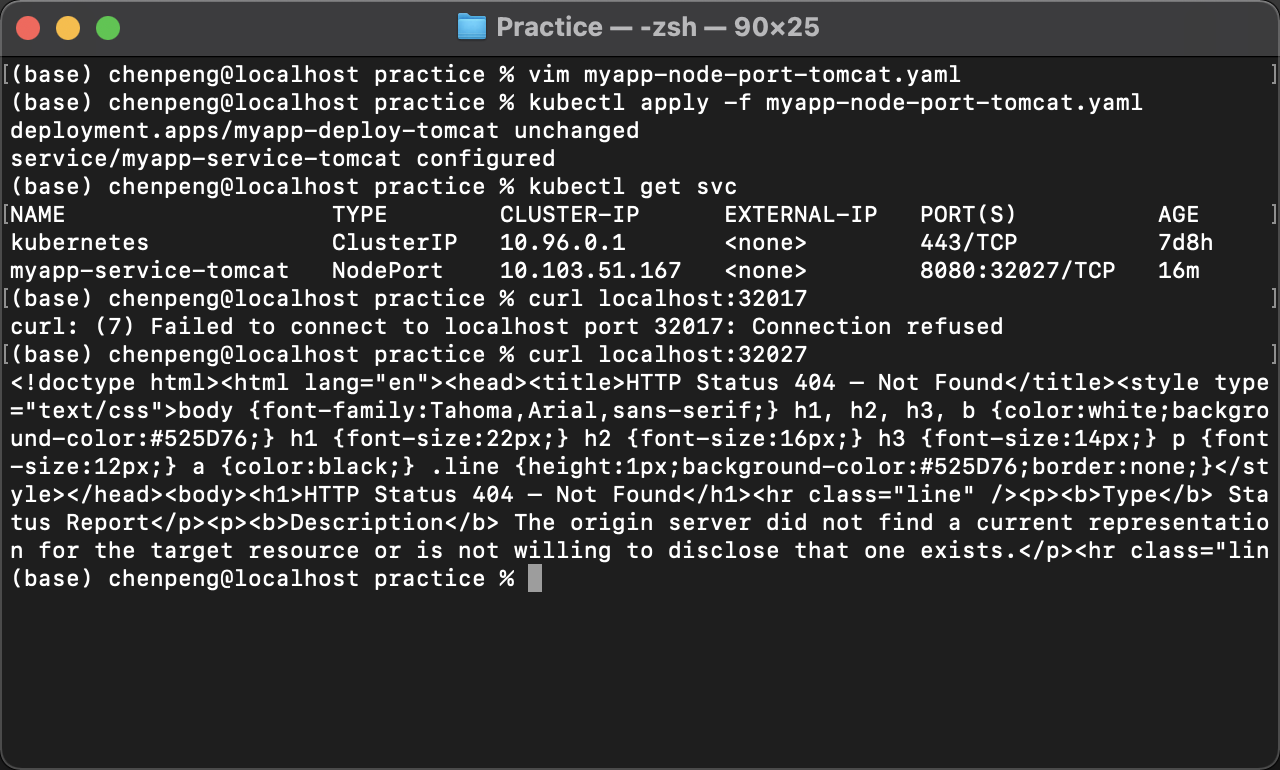 Practice — -zsh — 90×25
[(base) chenpeng@localhost practice % vim myapp-node-port-tomcat.yaml ]
(base) chenpeng@localhost practice % kubectl apply -f myapp-node-port-tomcat.yaml
deployment.apps/myapp-deploy-tomcat unchanged
service/myapp-service-tomcat configured
(base) chenpeng@localhost practice % kubectl get svc
[NAME TYPE CLUSTER-IP EXTERNAL-IP PORT(S) AGE ]
kubernetes ClusterIP 10.96.0.1 <none> 443/TCP 7d8h
myapp-service-tomcat NodePort 10.103.51.167 <none> 8080:32027/TCP 16m
[(base) chenpeng@localhost practice % curl localhost:32017 ]
curl: (7) Failed to connect to localhost port 32017: Connection refused
[(base) chenpeng@localhost practice % curl localhost:32027 ]
<!doctype html><html lang="en"><head><title>HTTP Status 404 – Not Found</title><style type
="text/css">body {font-family:Tahoma,Arial,sans-serif;} h1, h2, h3, b {color:white;backgro
und-color:#525D76;} h1 {font-size:22px;} h2 {font-size:16px;} h3 {font-size:14px;} p {font
-size:12px;} a {color:black;} .line {height:1px;background-color:#525D76;border:none;}</st
yle></head><body><h1>HTTP Status 404 – Not Found</h1><hr class="line" /><p><b>Type</b> Sta
tus Report</p><p><b>Description</b> The origin server did not find a current representatio
n for the target resource or is not willing to disclose that one exists.</p><hr class="lin
(base) chenpeng@localhost practice %